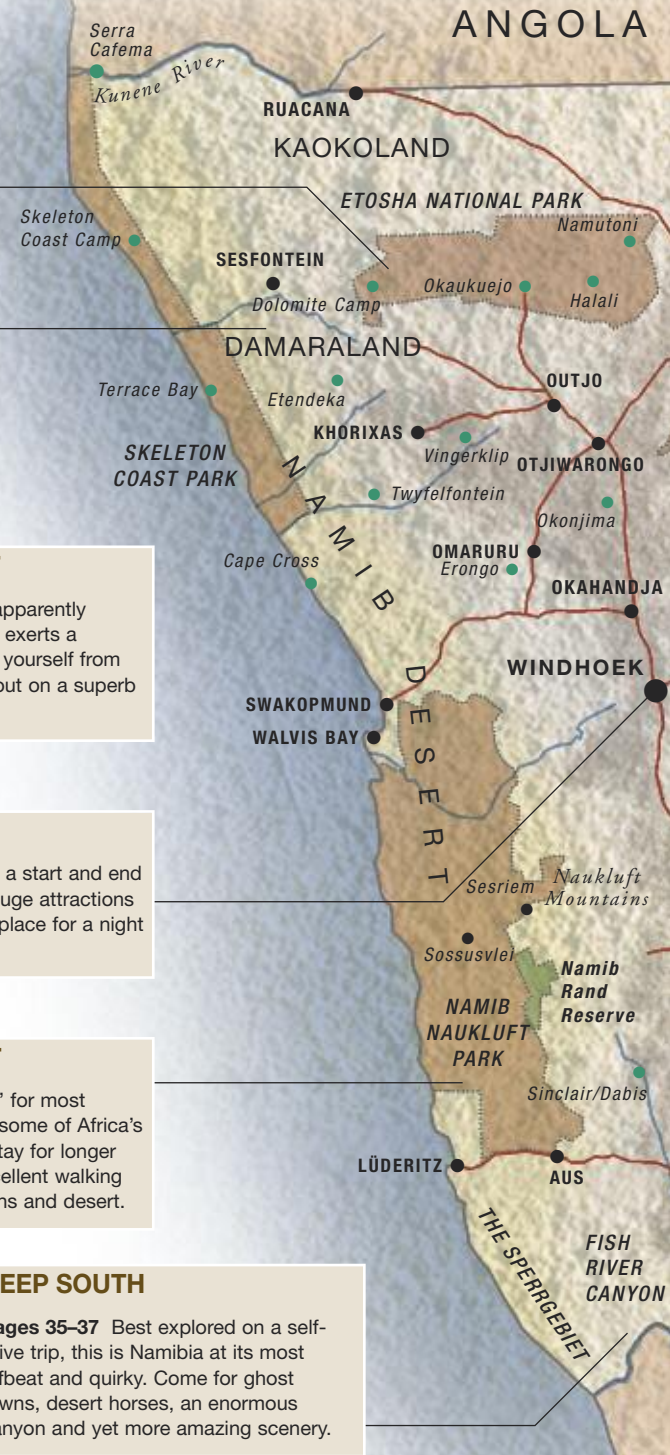 ANGOLA
Serra
Cafema
Kunene River
RUACANA
KAOKOLAND
ETOSHA NATIONAL PARK
Namutoni
Skeleton
Coast Camp
SESFONTEIN
Dolomite Camp
Okaukuejo
Halali
DAMARALAND
Terrace Bay
Etendeka
OUTJO
KHORIXAS
Vingerklip
OTJIWARONGO
SKELETON
COAST PARK
Twyfelfontein
Okonjima
NAMIB DESERT
Cape Cross
OMARURU
Erongo
OKAHANDJA
apparently
exerts a
yourself from
out on a superb
WINDHOEK
SWAKOPMUND
WALVIS BAY
a start and end
uge attractions
place for a night
Sesriem
Naukluft
Mountains
Sossusvlei
Namib
Rand
Reserve
NAMIB
NAUKLUFT
PARK
’ for most
some of Africa’s
tay for longer
cellent walking
ns and desert.
Sinclair/Dabis
LÜDERITZ
AUS
THE SPERRGEBIET
FISH
RIVER
CANYON
EEP SOUTH
ages 35–37 Best explored on a self-
ive trip, this is Namibia at its most
fbeat and quirky. Come for ghost
wns, desert horses, an enormous
anyon and yet more amazing scenery.